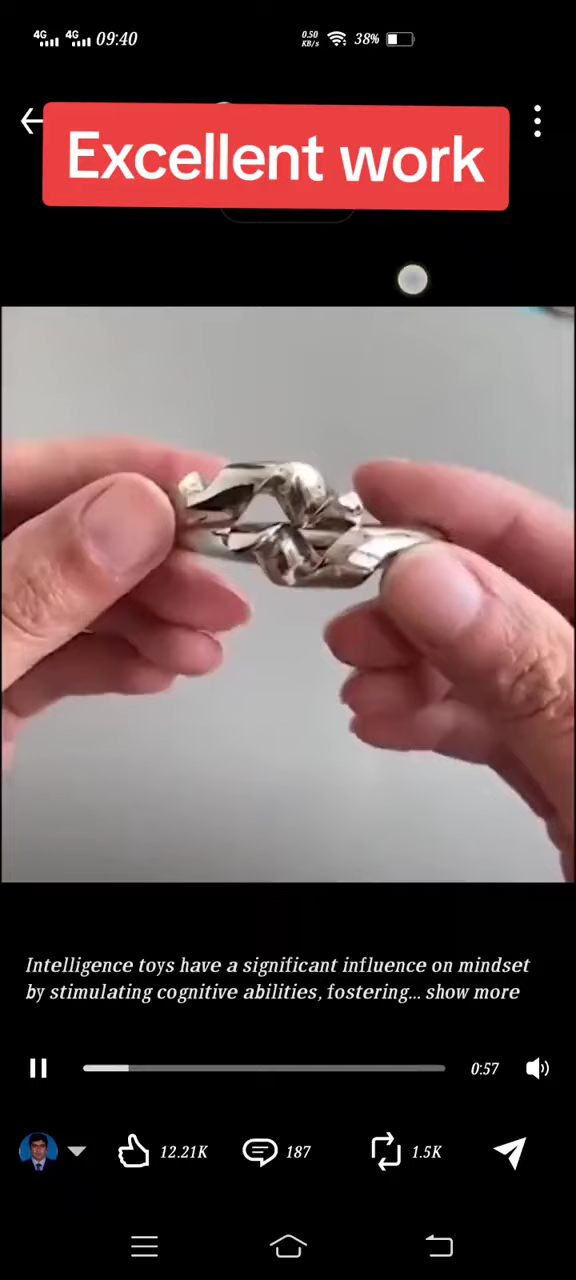 4G 4G 09:40 0.50 KB/s 38%
Excellent work
Intelligence toys have a significant influence on mindset
by stimulating cognitive abilities, fostering... show more
0:57
12.21K 187 1.5K